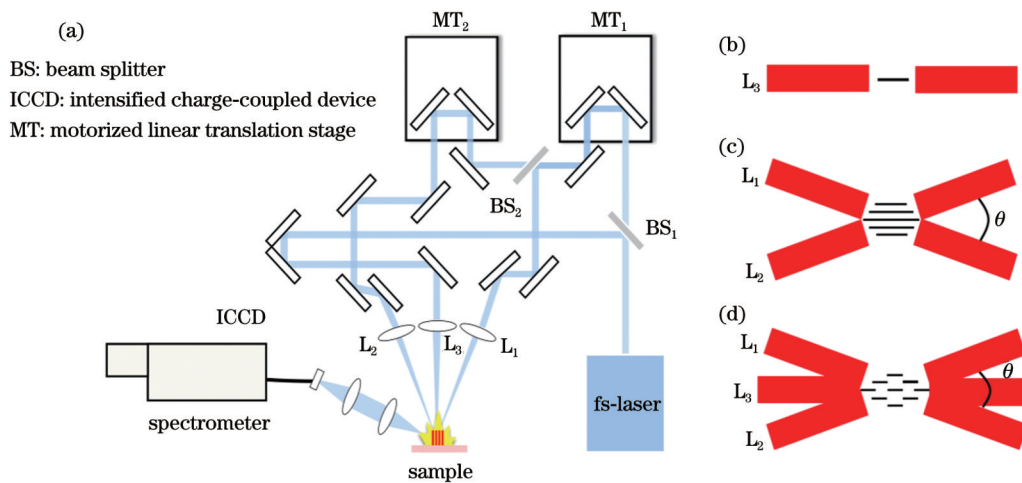 (a)
BS: beam splitter
ICCD: intensified charge-coupled device
MT: motorized linear translation stage
MT₂
MT₁
BS₂
BS₁
ICCD
L₂
L₃
L₁
spectrometer
fs-laser
sample
(b)
L₃
(c)
L₁
θ
L₂
(d)
L₁
θ
L₃
L₂